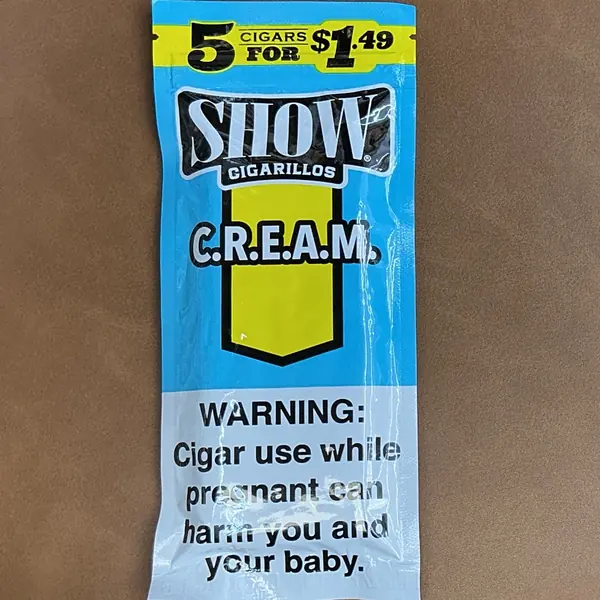 5 CIGARS FOR $1.49
SHOW®
CIGARILLOS
C.R.E.A.M.
WARNING:
Cigar use while
pregnant can
harm you and
your baby.